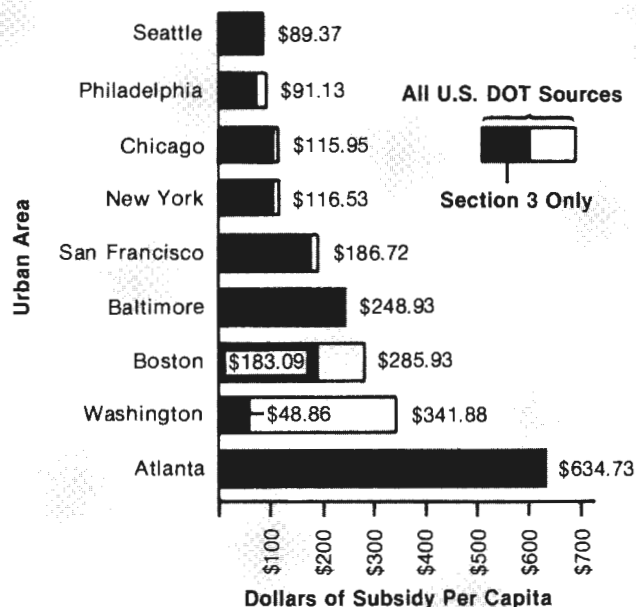 Urban Area
Seattle $89.37
Philadelphia $91.13
Chicago $115.95
New York $116.53
San Francisco $186.72
Baltimore $248.93
Boston $183.09 $285.93
Washington $48.86 $341.88
Atlanta $634.73
All U.S. DOT Sources
Section 3 Only
$100 $200 $300 $400 $500 $600 $700
Dollars of Subsidy Per Capita